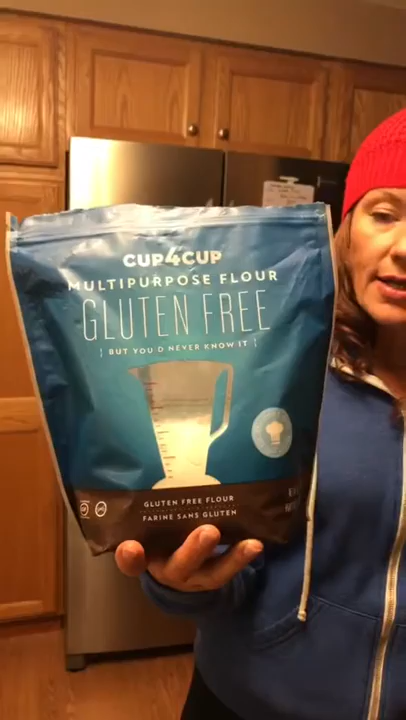 CUP4CUP
MULTIPURPOSE FLOUR
GLUTEN FREE
{ BUT YOU'D NEVER KNOW IT }
GLUTEN FREE FLOUR
FARINE SANS GLUTEN